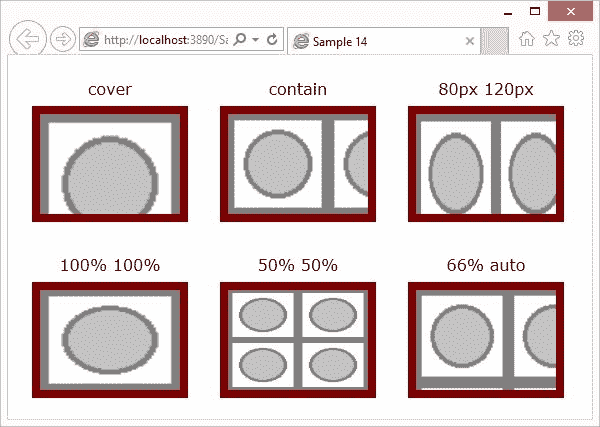 http://localhost:3890/Sa
Sample 14
cover
contain
80px 120px
100% 100%
50% 50%
66% auto